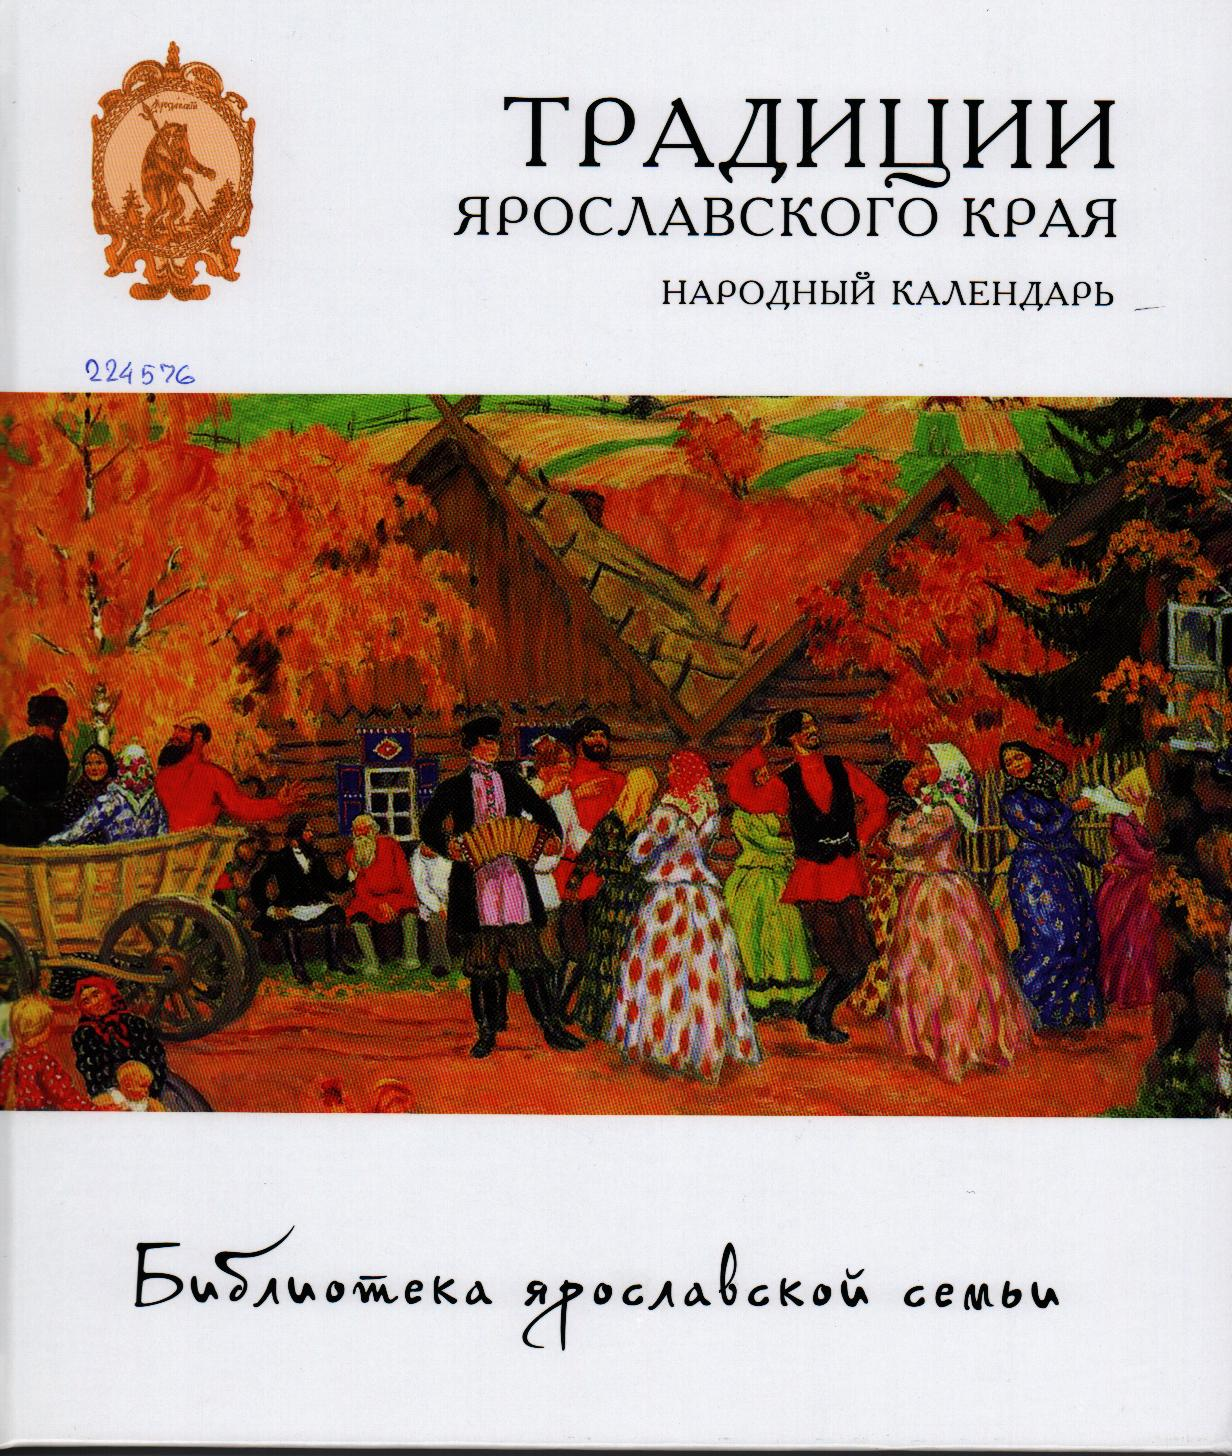 ТРАДИЦИИ
ЯРОСЛАВСКОГО КРАЯ
НАРОДНЫЙ КАЛЕНДАРЬ
224576
Библиотека ярославской семьи